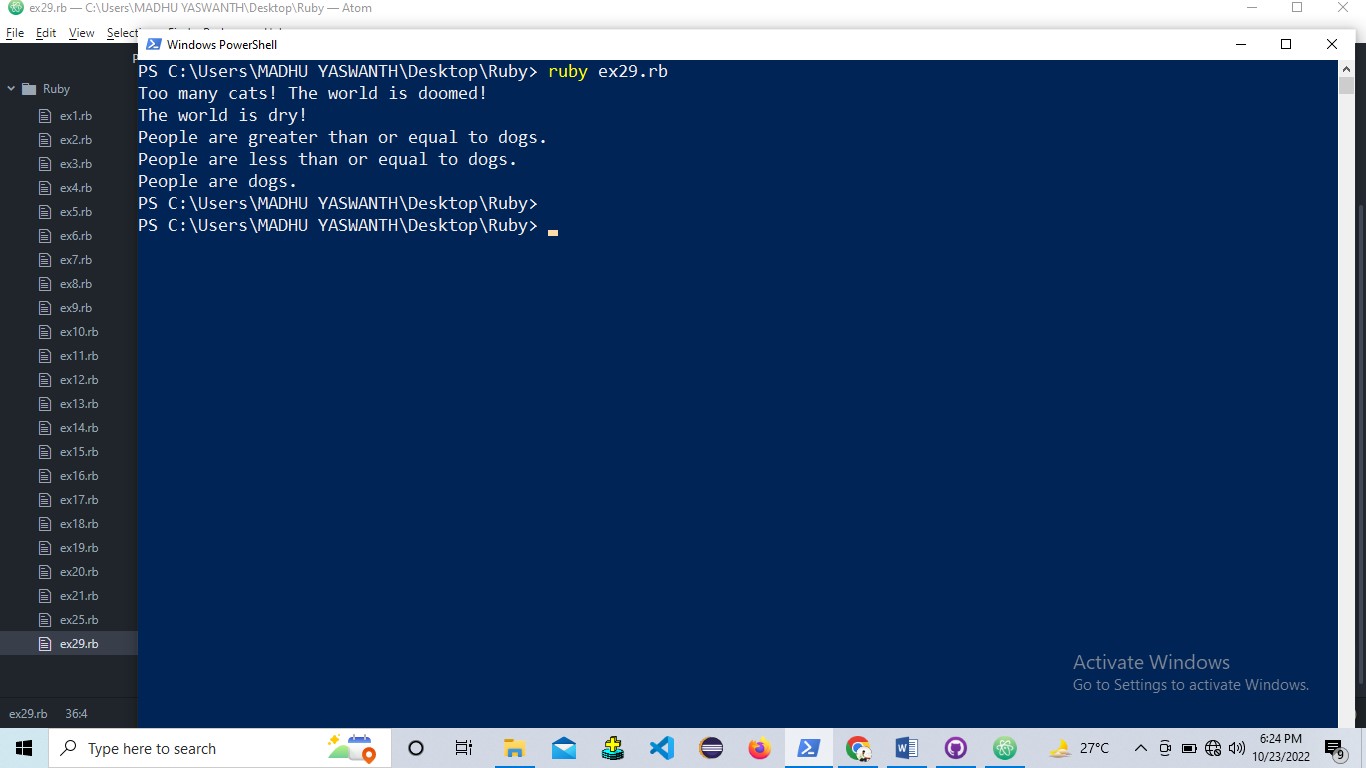 ex29.rb — C:\Users\MADHU YASWANTH\Desktop\Ruby — Atom
File Edit View
Windows PowerShell
Ruby
ex1.rb
ex2.rb
ex3.rb
ex4.rb
ex5.rb
ex6.rb
ex7.rb
ex8.rb
ex9.rb
ex10.rb
ex11.rb
ex12.rb
ex13.rb
ex14.rb
ex15.rb
ex16.rb
ex17.rb
ex18.rb
ex19.rb
ex20.rb
ex21.rb
ex25.rb
ex29.rb
PS C:\Users\MADHU YASWANTH\Desktop\Ruby> ruby ex29.rb
Too many cats! The world is doomed!
The world is dry!
People are greater than or equal to dogs.
People are less than or equal to dogs.
People are dogs.
PS C:\Users\MADHU YASWANTH\Desktop\Ruby>
PS C:\Users\MADHU YASWANTH\Desktop\Ruby>
Activate Windows
Go to Settings to activate Windows.
ex29.rb 36:4
Type here to search
27°C
6:24 PM
10/23/2022
9